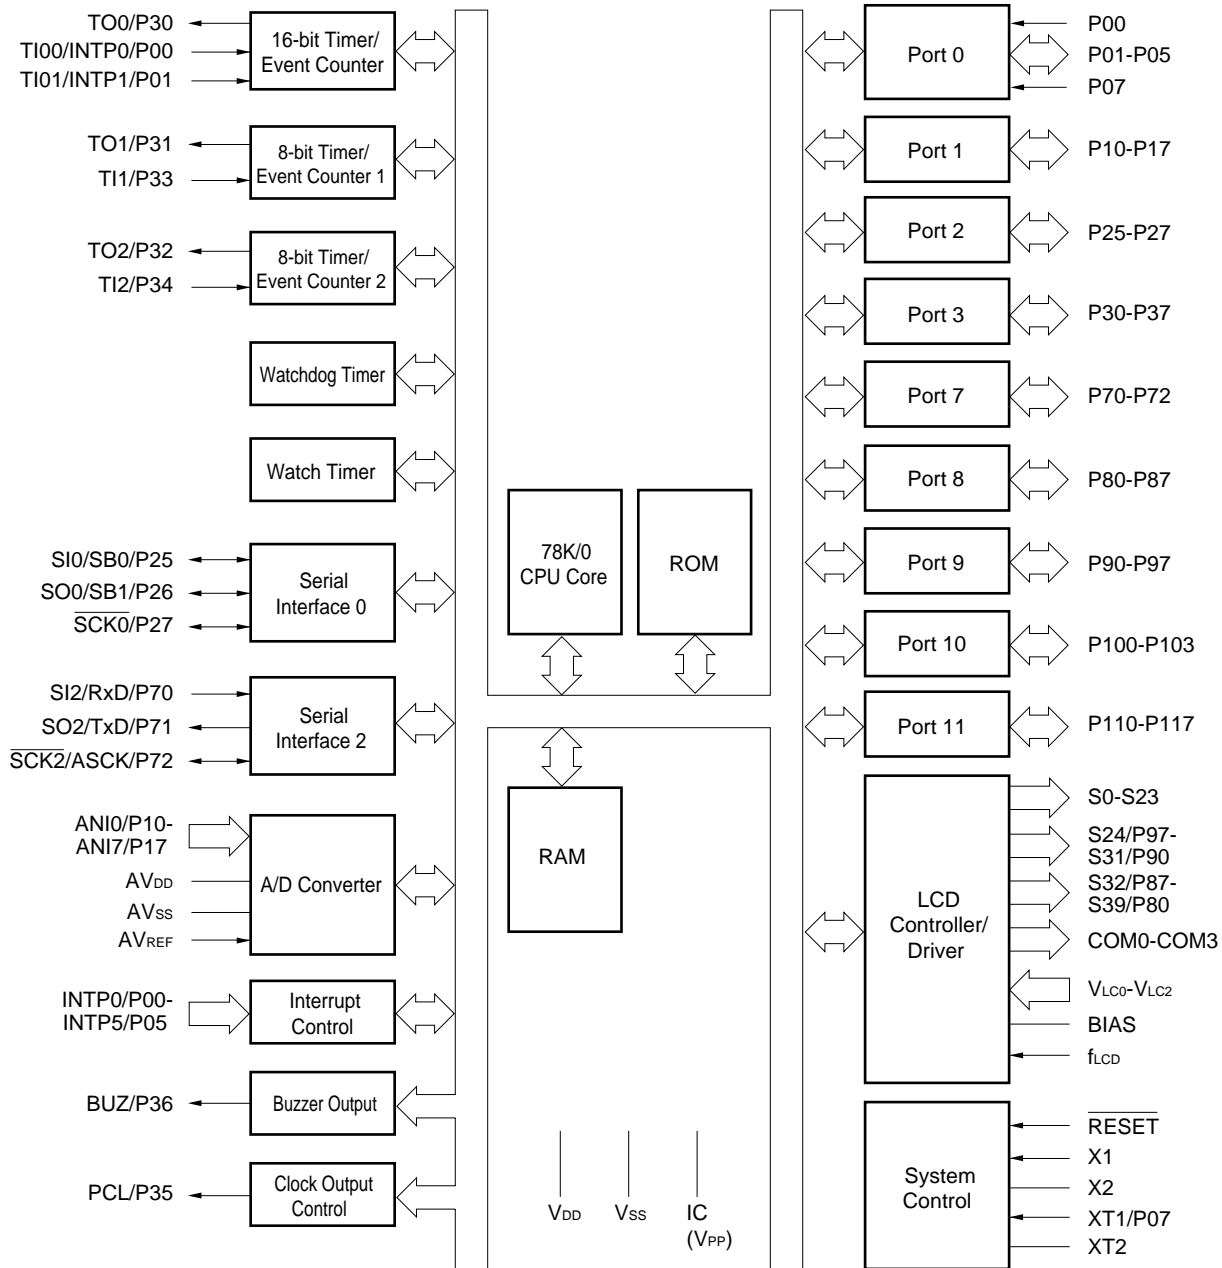 TO0/P30
TI00/INTP0/P00
TI01/INTP1/P01
16-bit Timer/
Event Counter
TO1/P31
TI1/P33
8-bit Timer/
Event Counter 1
TO2/P32
TI2/P34
8-bit Timer/
Event Counter 2
Watchdog Timer
Watch Timer
SI0/SB0/P25
SO0/SB1/P26
SCK0/P27
Serial
Interface 0
SI2/RxD/P70
SO2/TxD/P71
SCK2/ASCK/P72
Serial
Interface 2
ANI0/P10-
ANI7/P17
AVDD
AVSS
AVREF
A/D Converter
INTP0/P00-
INTP5/P05
Interrupt
Control
BUZ/P36
Buzzer Output
PCL/P35
Clock Output
Control
78K/0
CPU Core
ROM
RAM
VDD
VSS
IC
(VPP)
Port 0
P00
P01-P05
P07
Port 1
P10-P17
Port 2
P25-P27
Port 3
P30-P37
Port 7
P70-P72
Port 8
P80-P87
Port 9
P90-P97
Port 10
P100-P103
Port 11
P110-P117
LCD
Controller/
Driver
S0-S23
S24/P97-
S31/P90
S32/P87-
S39/P80
COM0-COM3
VLC0-VLC2
BIAS
fLCD
System
Control
RESET
X1
X2
XT1/P07
XT2